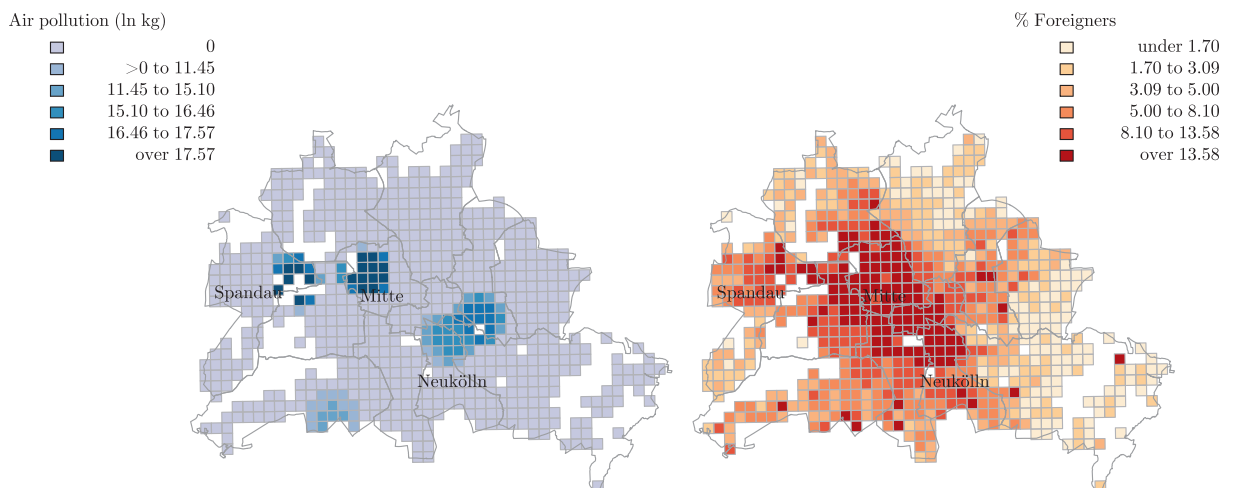 Air pollution (ln kg)
0
>0 to 11.45
11.45 to 15.10
15.10 to 16.46
16.46 to 17.57
over 17.57
Spandau
Mitte
Neukölln
% Foreigners
under 1.70
1.70 to 3.09
3.09 to 5.00
5.00 to 8.10
8.10 to 13.58
over 13.58
Spandau
Mitte
Neukölln